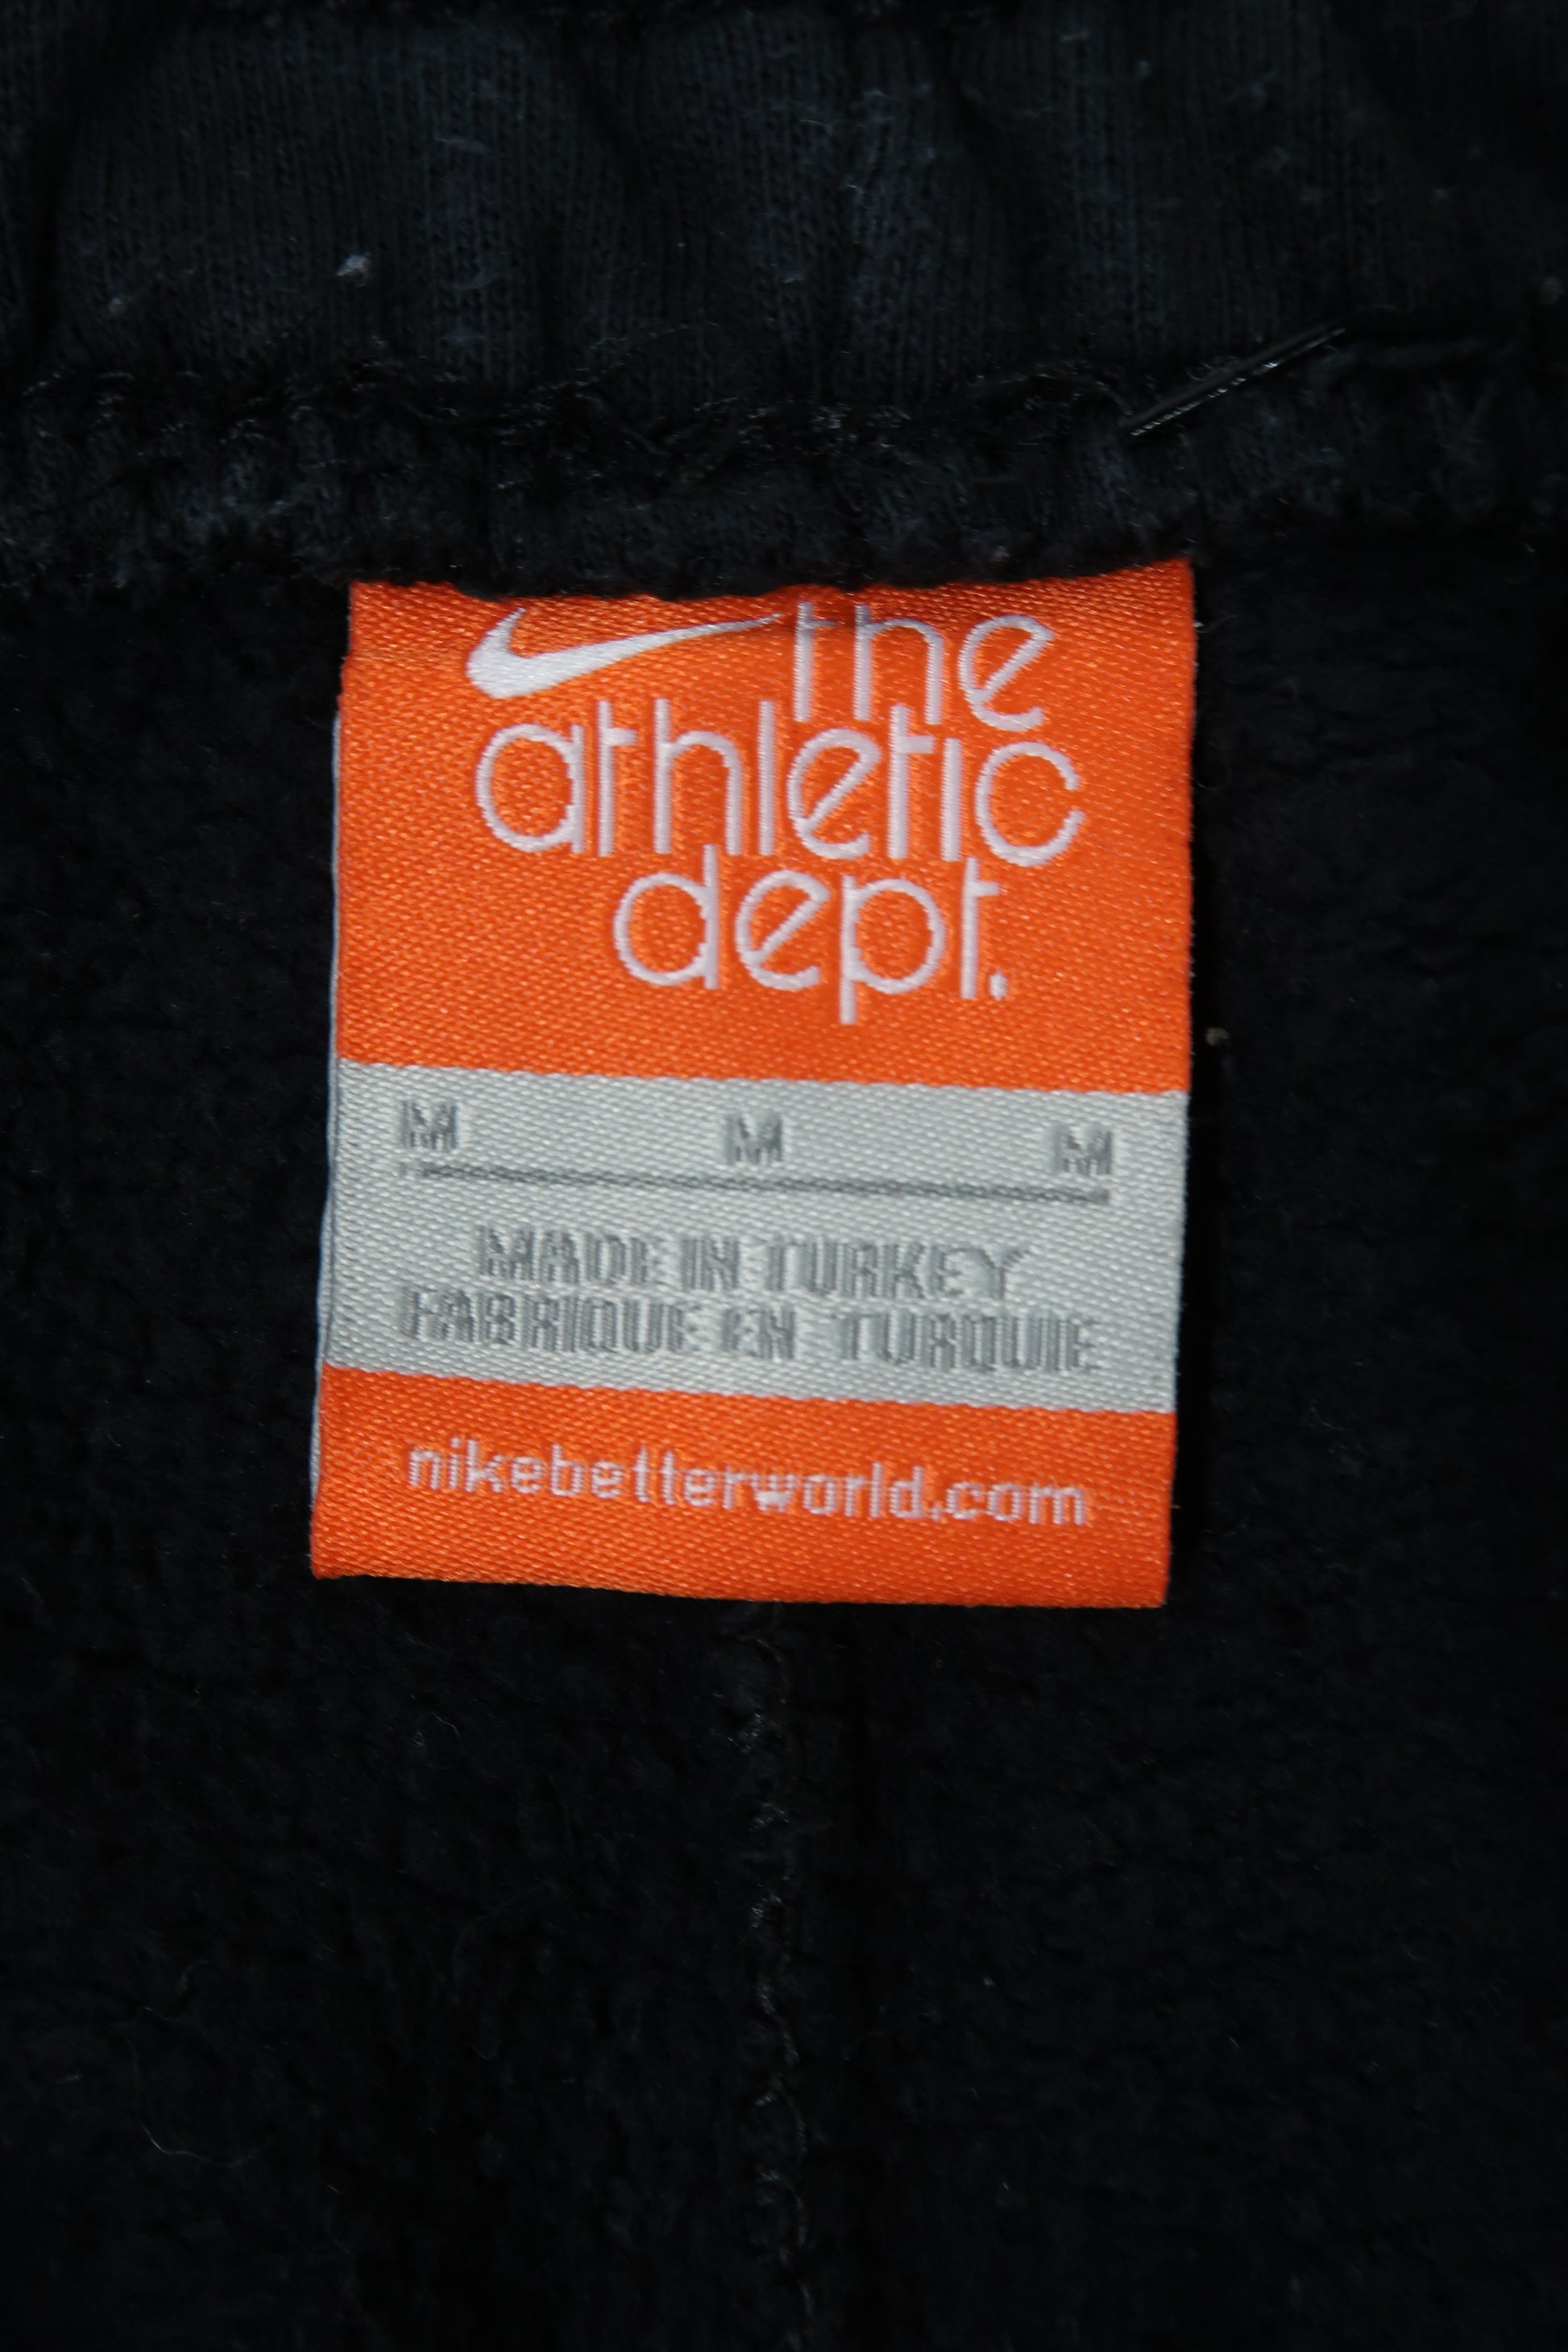 the
athletic
dept.
M M M
MADE IN TURKEY
FABRIQUE EN TURQUIE
nikebetterworld.com